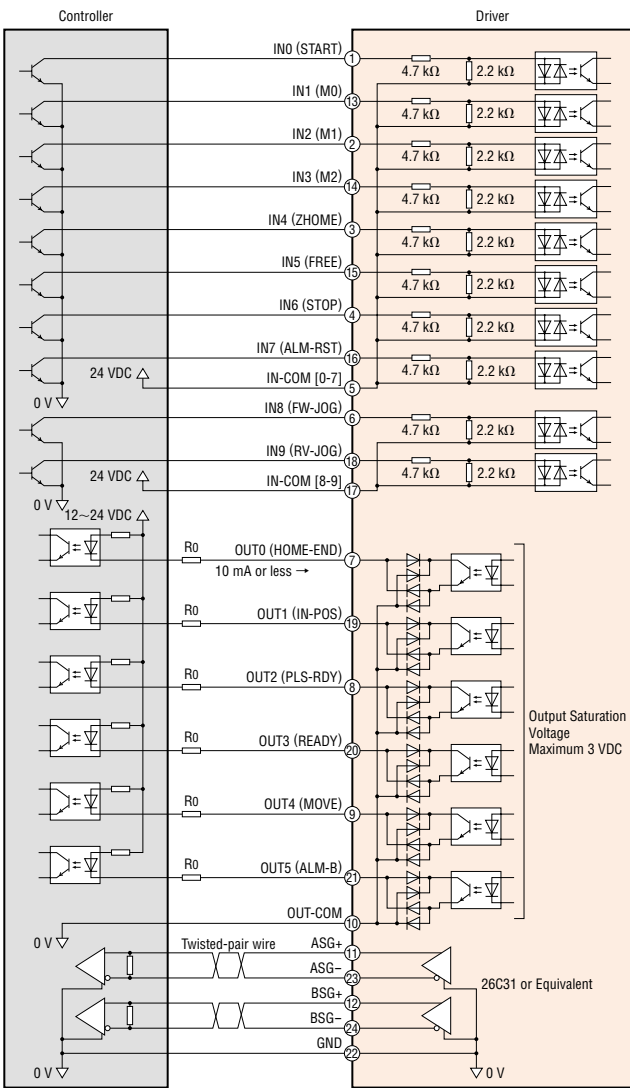 Controller
Driver
IN0 (START)
1
4.7 kΩ
2.2 kΩ
IN1 (M0)
13
4.7 kΩ
2.2 kΩ
IN2 (M1)
2
4.7 kΩ
2.2 kΩ
IN3 (M2)
14
4.7 kΩ
2.2 kΩ
IN4 (ZHOME)
3
4.7 kΩ
2.2 kΩ
IN5 (FREE)
15
4.7 kΩ
2.2 kΩ
IN6 (STOP)
4
4.7 kΩ
2.2 kΩ
IN7 (ALM-RST)
16
4.7 kΩ
2.2 kΩ
24 VDC
IN-COM [0-7]
5
0 V
IN8 (FW-JOG)
6
4.7 kΩ
2.2 kΩ
IN9 (RV-JOG)
18
4.7 kΩ
2.2 kΩ
24 VDC
IN-COM [8-9]
17
0 V
12~24 VDC
R0
OUT0 (HOME-END)
7
10 mA or less →
R0
OUT1 (IN-POS)
19
R0
OUT2 (PLS-RDY)
8
Output Saturation
Voltage
Maximum 3 VDC
R0
OUT3 (READY)
20
R0
OUT4 (MOVE)
9
R0
OUT5 (ALM-B)
21
OUT-COM
10
0 V
Twisted-pair wire
ASG+
11
ASG−
23
26C31 or Equivalent
BSG+
12
BSG−
24
GND
22
0 V
0 V